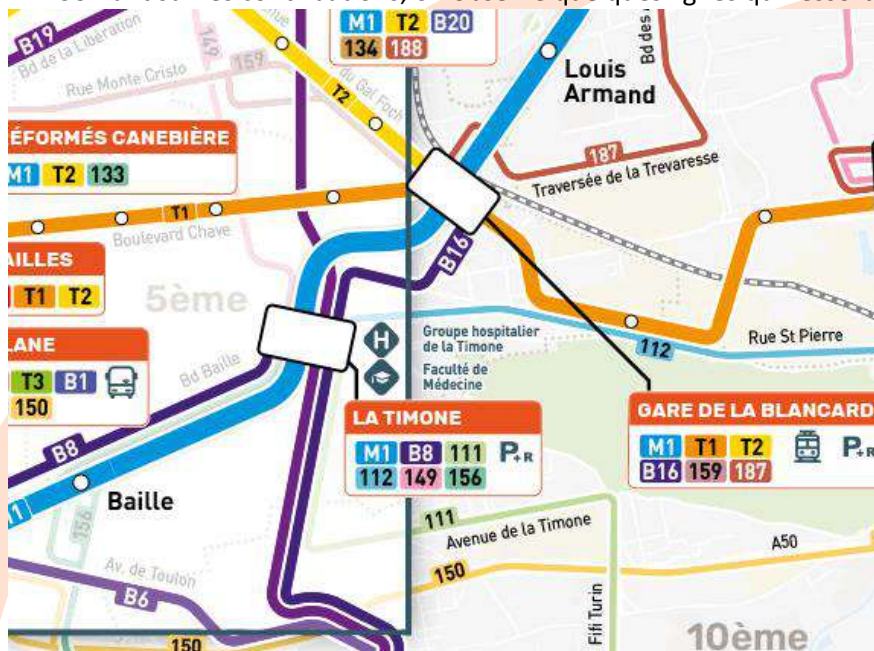 M1 T2 B20
134 188
B19
Bd de la Libération
149
159
Rue Monte Cristo
du Gal Foch
T2
Louis
Armand
Bd des
187
Traversée de la Trevaresse
ÉFORMÉS CANEBIÈRE
M1 T2 133
T1
Boulevard Chave
B16
AILLES
T1 T2
5ème
LANE
T3 B1
150
Bd Baille
H
Groupe hospitalier
de la Timone
Faculté de
Médecine
112
Rue St Pierre
LA TIMONE
M1 B8 111 P+R
112 149 156
GARE DE LA BLANCARD
M1 T1 T2 P+R
B16 159 187
B8
Baille
156
111
Avenue de la Timone
A50
150
Av. de Toulon
B6
Fifi Turin
150
10ème